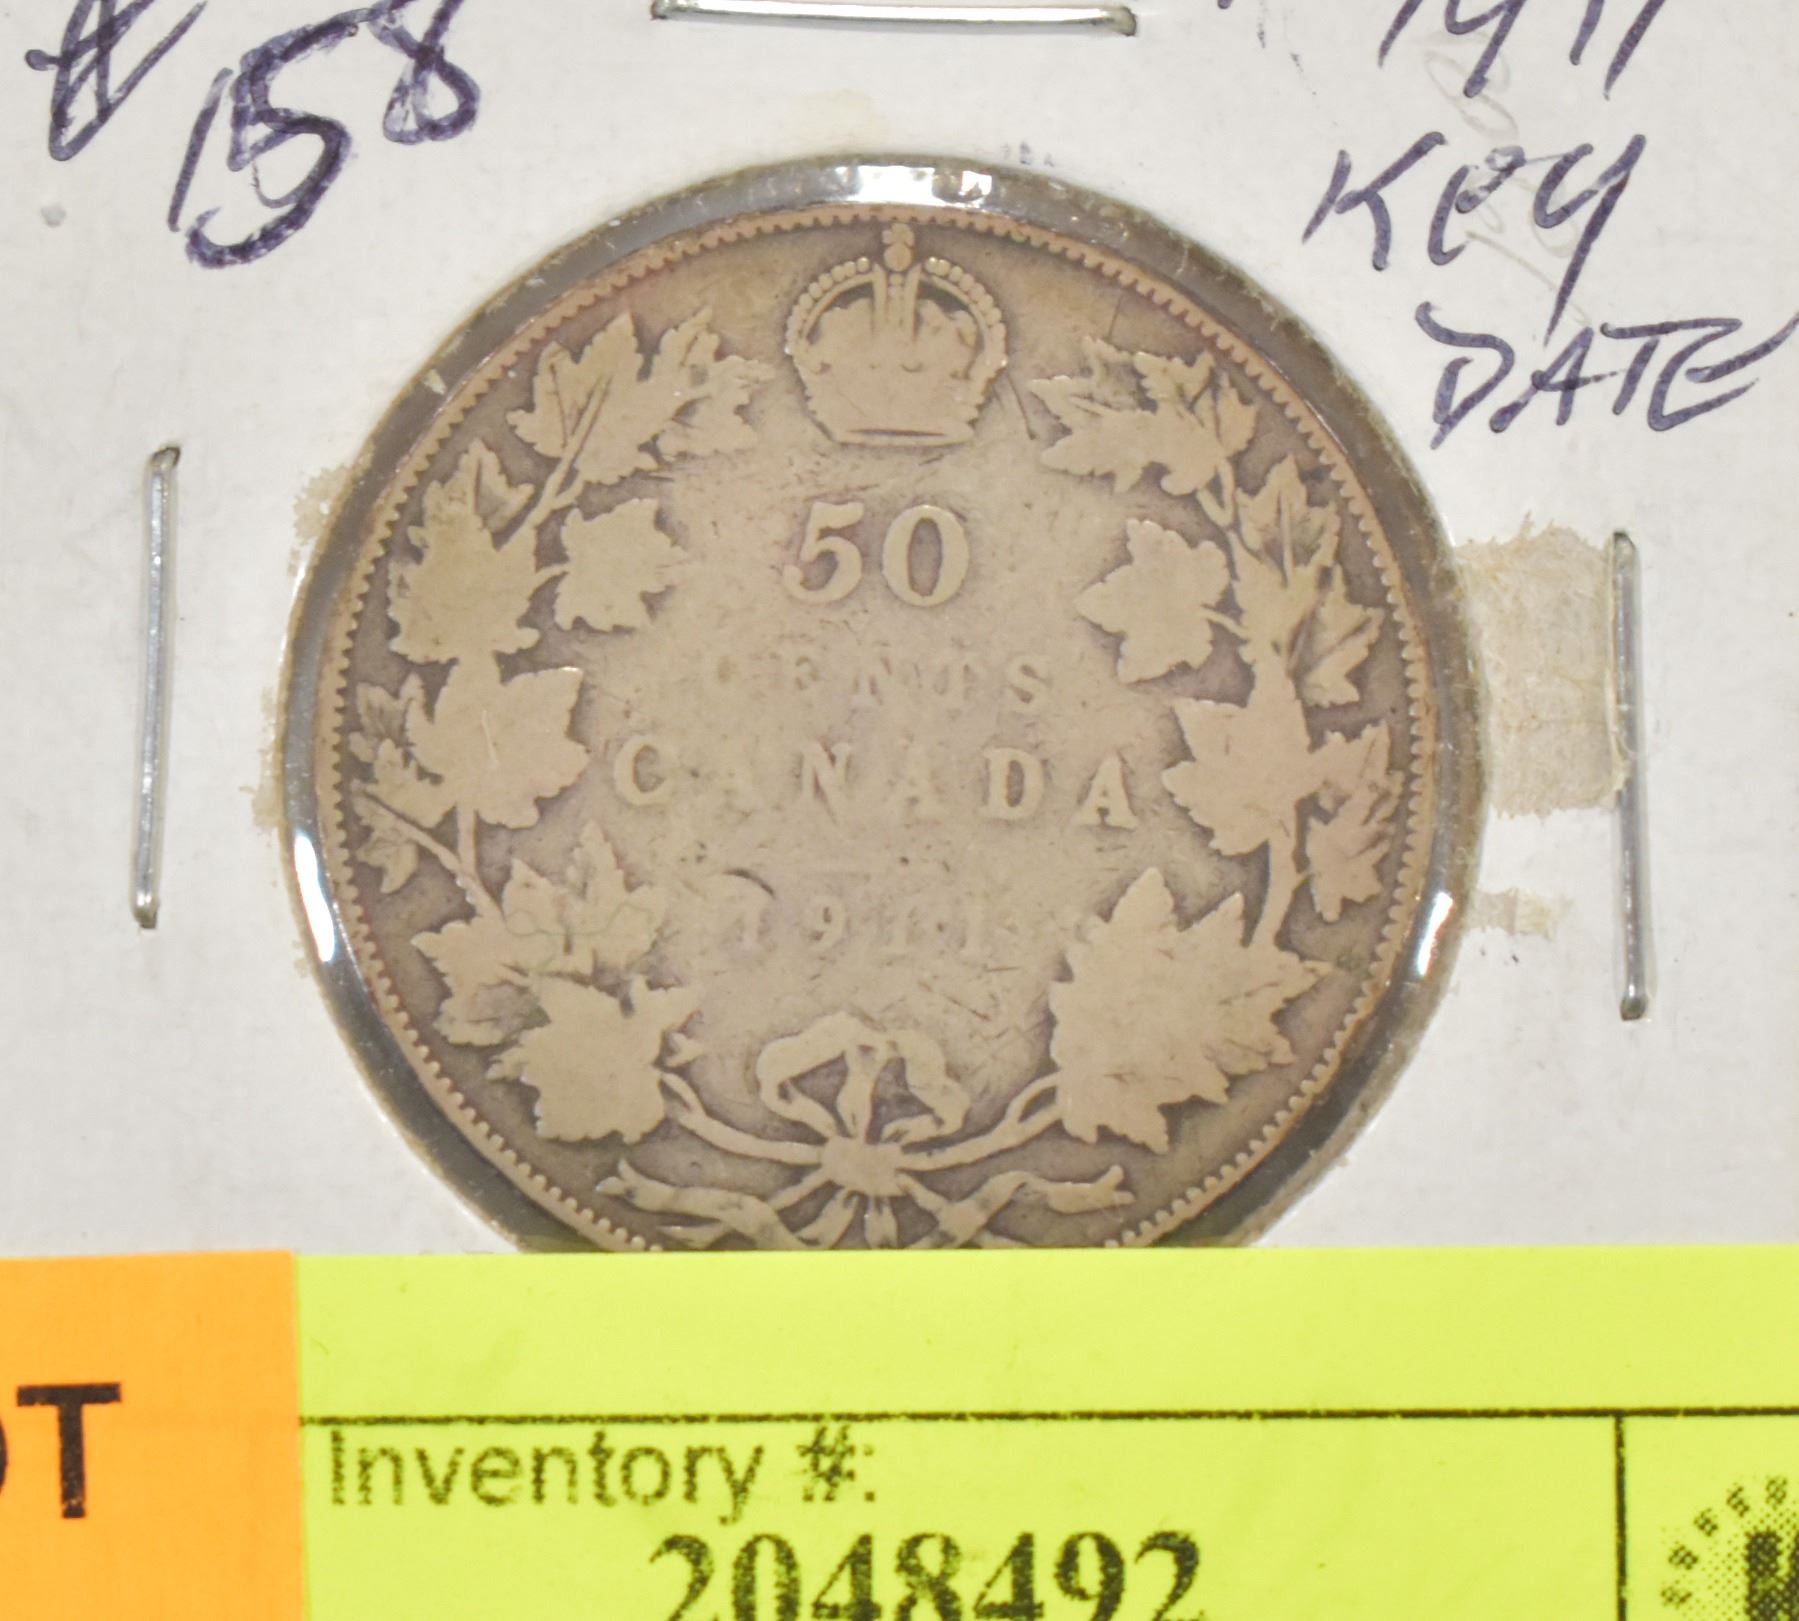 # 158
1911
KEY
DATE
50
CENTS
CANADA
1911
OT
Inventory #:
2048492